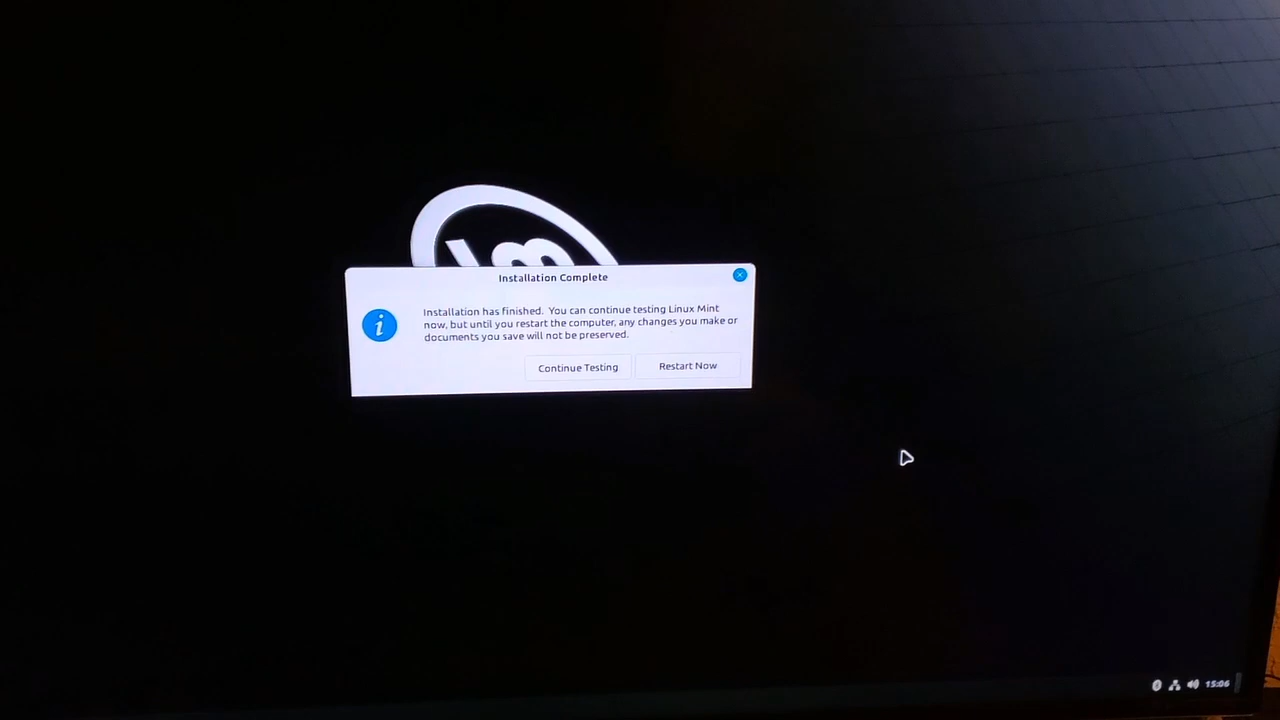 Installation Complete
Installation has finished. You can continue testing Linux Mint
now, but until you restart the computer, any changes you make or
documents you save will not be preserved.
Continue Testing
Restart Now
15:06